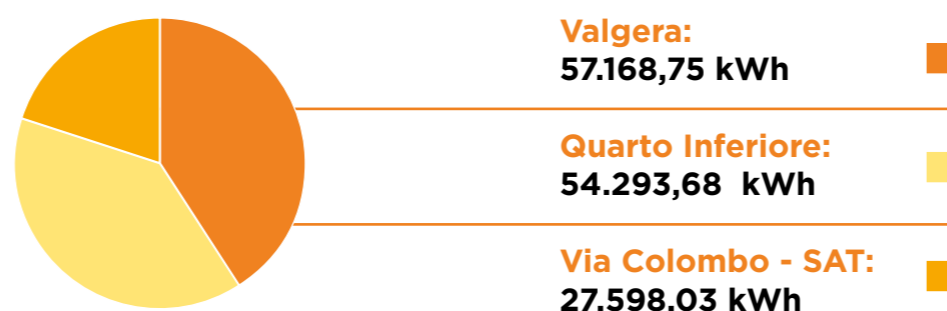 Valgera:
57.168,75 kWh
Quarto Inferiore:
54.293,68 kWh
Via Colombo - SAT:
27.598,03 kWh